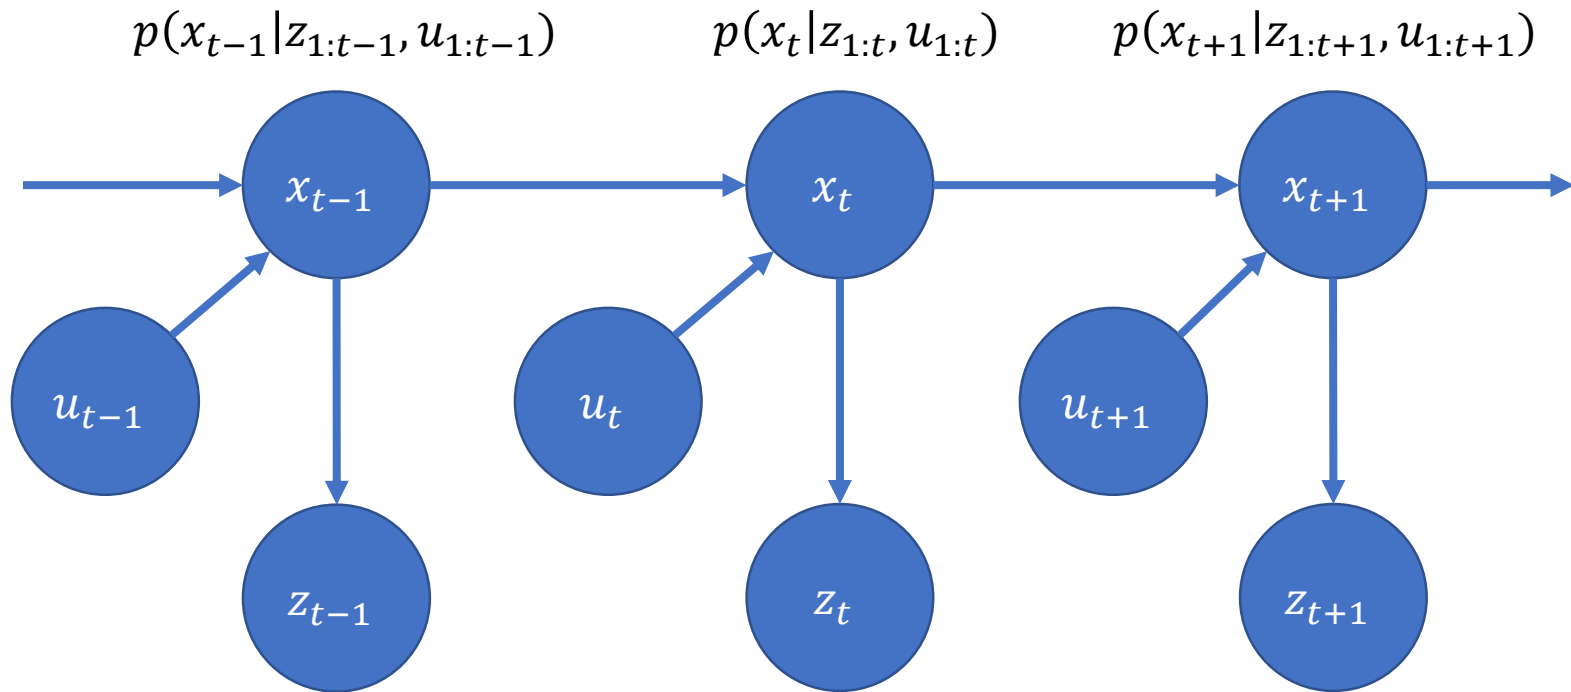 p(x_{t−1}|z_{1:t−1}, u_{1:t−1}) p(x_t|z_{1:t}, u_{1:t}) p(x_{t+1}|z_{1:t+1}, u_{1:t+1})
x_{t−1} x_t x_{t+1}
u_{t−1} u_t u_{t+1}
z_{t−1} z_t z_{t+1}